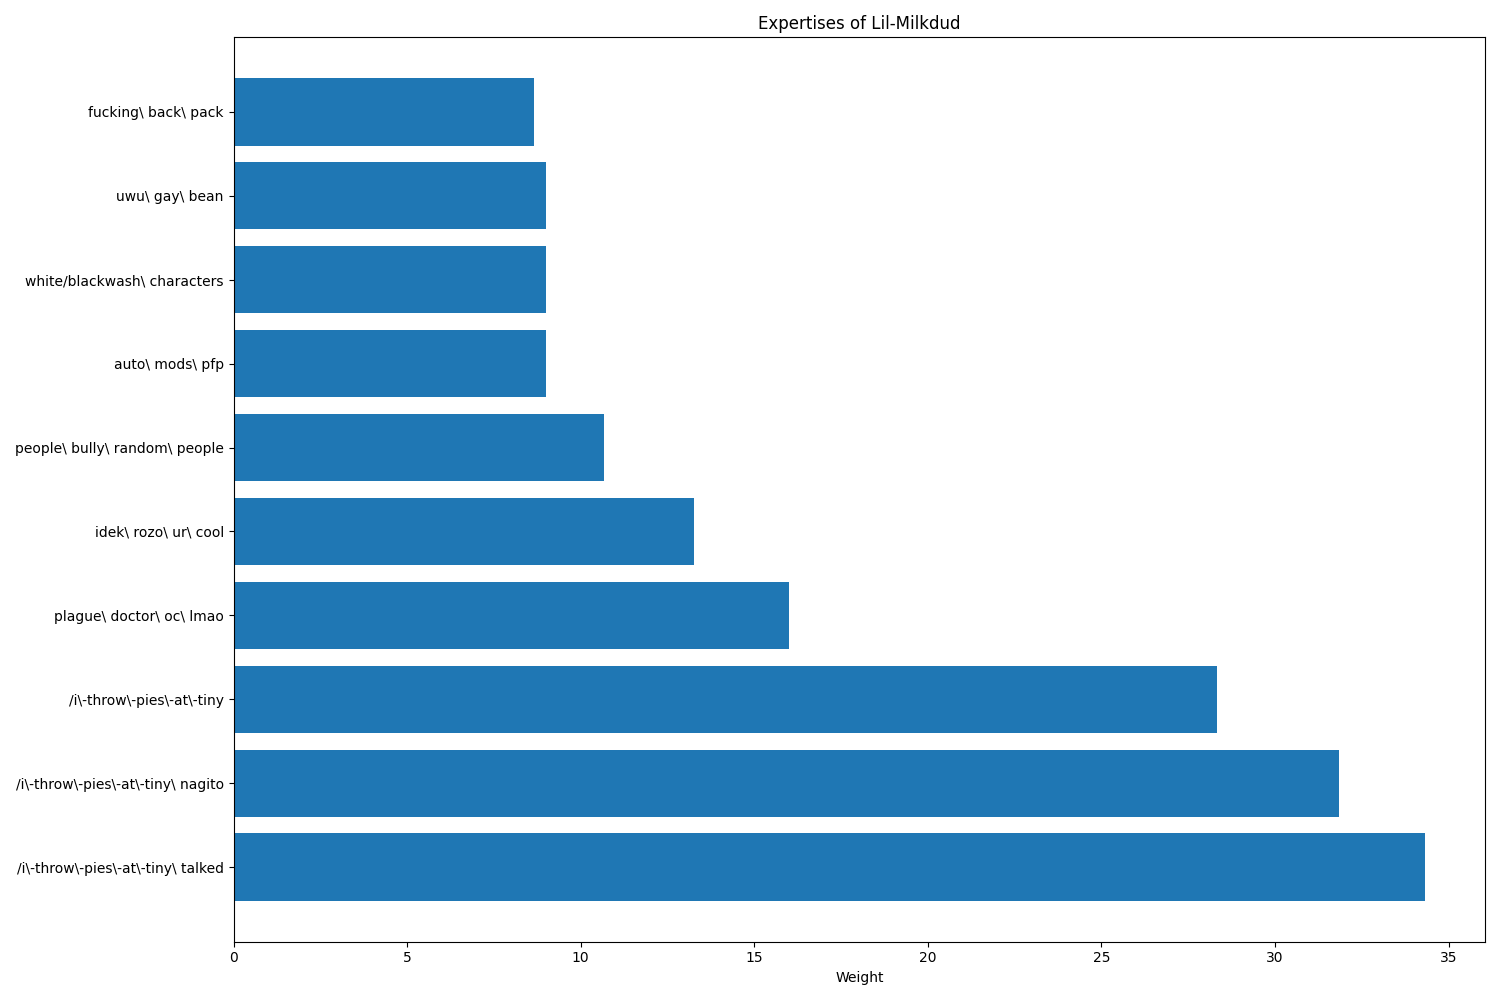 Expertises of Lil-Milkdud
fucking\ back\ pack
uwu\ gay\ bean
white/blackwash\ characters
auto\ mods\ pfp
people\ bully\ random\ people
idek\ rozo\ ur\ cool
plague\ doctor\ oc\ lmao
/i\-throw\-pies\-at\-tiny
/i\-throw\-pies\-at\-tiny\ nagito
/i\-throw\-pies\-at\-tiny\ talked
0 5 10 15 20 25 30 35
Weight